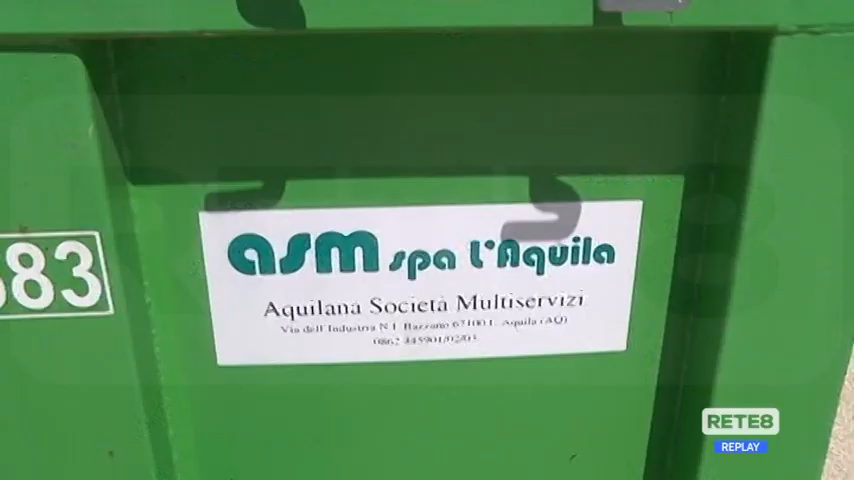 asm spa L'Aquila
Aquilana Società Multiservizi
Via dell'Industria N.1 Bazzano 67100 L'Aquila (AQ)
0862 445901/02/03
83
RETE8
REPLAY